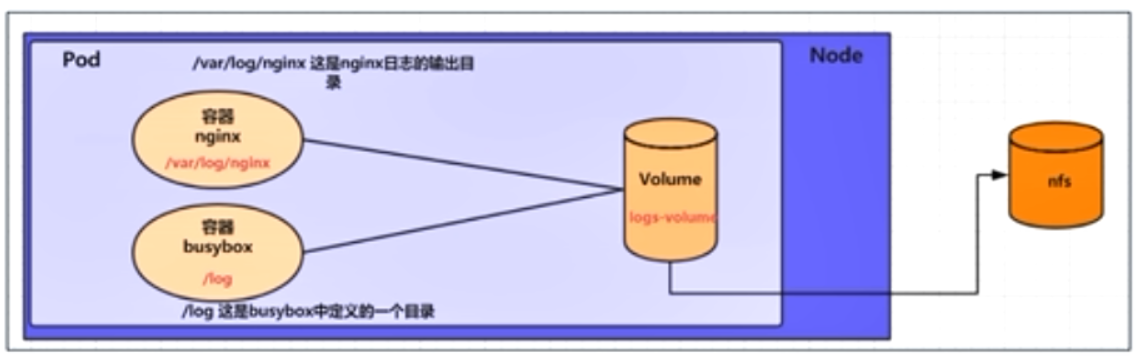 Pod
/var/log/nginx 这是nginx日志的输出目
录
Node
容器
nginx
/var/log/nginx
Volume
logs-volume
nfs
容器
busybox
/log
/log 这是busybox中定义的一个目录